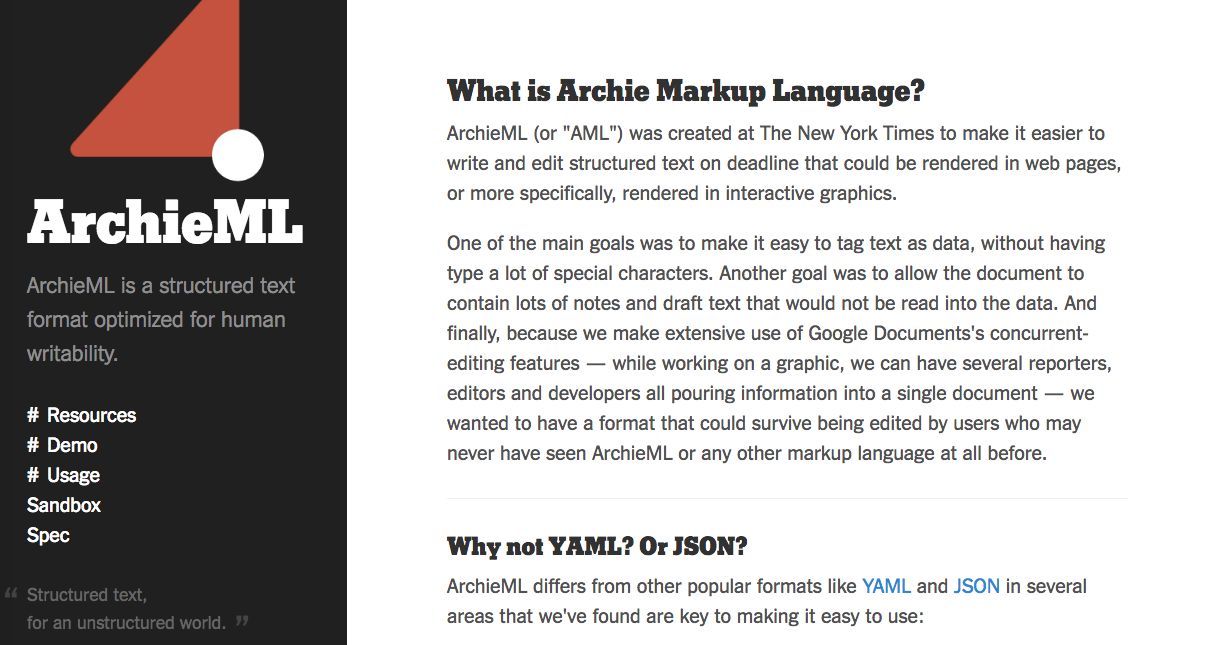 ArchieML
ArchieML is a structured text
format optimized for human
writability.
# Resources
# Demo
# Usage
Sandbox
Spec
“ Structured text,
for an unstructured world. ”
What is Archie Markup Language?
ArchieML (or "AML") was created at The New York Times to make it easier to
write and edit structured text on deadline that could be rendered in web pages,
or more specifically, rendered in interactive graphics.
One of the main goals was to make it easy to tag text as data, without having
type a lot of special characters. Another goal was to allow the document to
contain lots of notes and draft text that would not be read into the data. And
finally, because we make extensive use of Google Documents's concurrent-
editing features — while working on a graphic, we can have several reporters,
editors and developers all pouring information into a single document — we
wanted to have a format that could survive being edited by users who may
never have seen ArchieML or any other markup language at all before.
Why not YAML? Or JSON?
ArchieML differs from other popular formats like YAML and JSON in several
areas that we've found are key to making it easy to use: